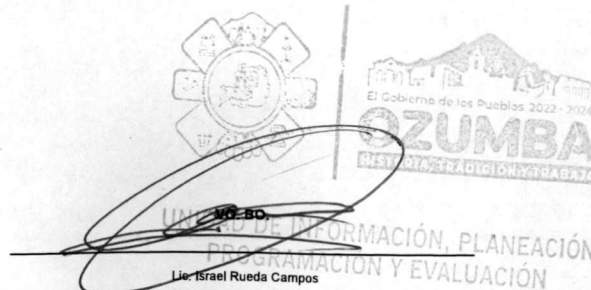 El Gobierno de los Pueblos 2022 - 2024
OZUMBA
HISTORIA, TRADICIÓN Y TRABAJO
VO. BO.
UNIDAD DE INFORMACIÓN, PLANEACIÓN
PROGRAMACIÓN Y EVALUACIÓN
Lic. Israel Rueda Campos